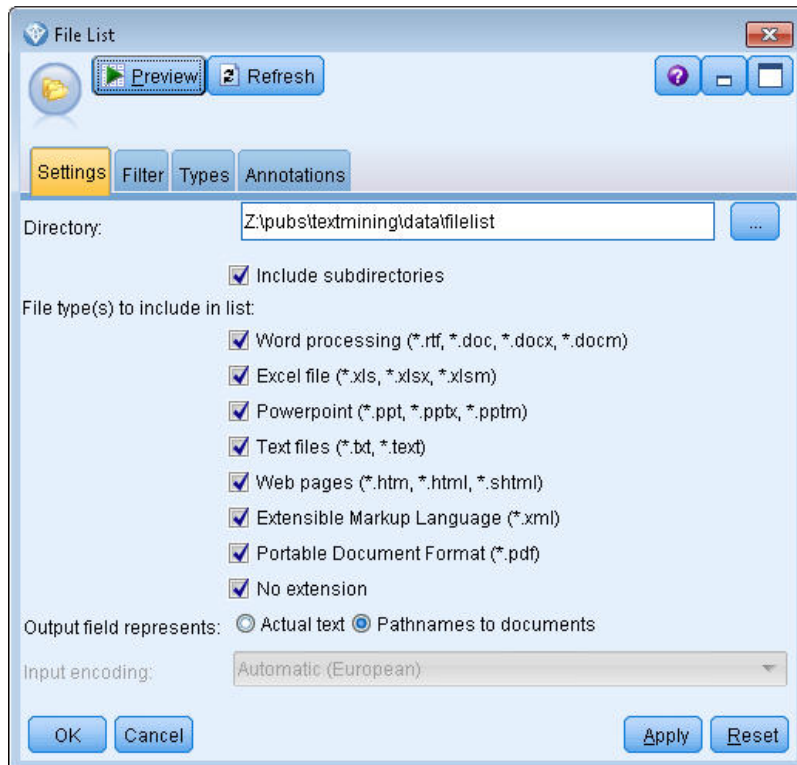 File List
Preview Refresh
Settings Filter Types Annotations
Directory: Z:\pubs\textmining\data\filelist ...
Include subdirectories
File type(s) to include in list:
Word processing (*.rtf, *.doc, *.docx, *.docm)
Excel file (*.xls, *.xlsx, *.xlsm)
Powerpoint (*.ppt, *.pptx, *.pptm)
Text files (*.txt, *.text)
Web pages (*.htm, *.html, *.shtml)
Extensible Markup Language (*.xml)
Portable Document Format (*.pdf)
No extension
Output field represents: Actual text Pathnames to documents
Input encoding: Automatic (European)
OK Cancel Apply Reset